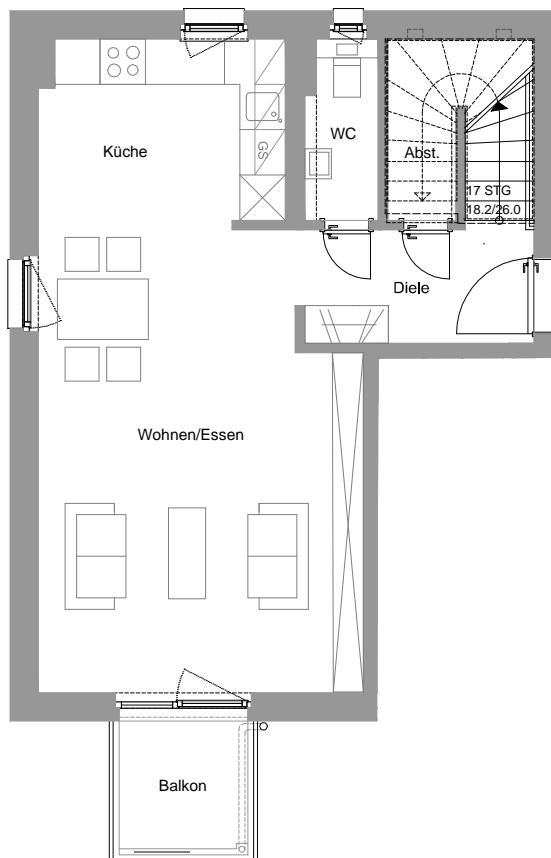 Küche
WC
Abst.
GS
17 STG
18.2/26.0
Diele
Wohnen/Essen
Balkon